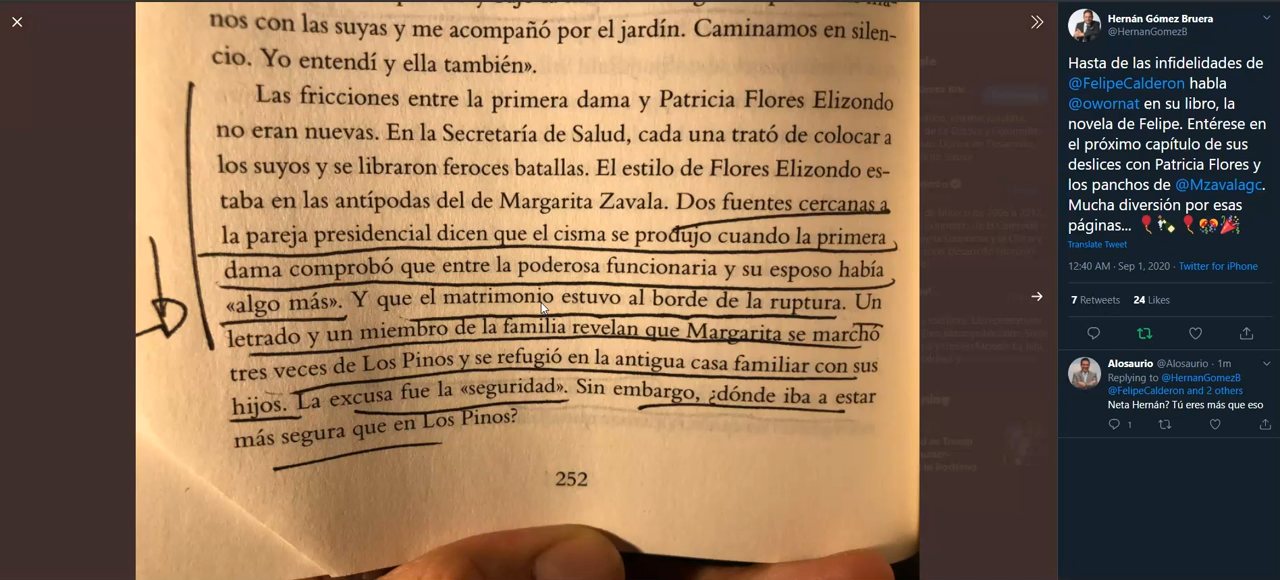 nos con las suyas y me acompañó por el jardín. Caminamos en silen-
cio. Yo entendí y ella también».
Las fricciones entre la primera dama y Patricia Flores Elizondo
no eran nuevas. En la Secretaría de Salud, cada una trató de colocar a
los suyos y se libraron feroces batallas. El estilo de Flores Elizondo es-
taba en las antípodas del de Margarita Zavala. Dos fuentes cercanas a
la pareja presidencial dicen que el cisma se produjo cuando la primera
dama comprobó que entre la poderosa funcionaria y su esposo había
«algo más». Y que el matrimonio estuvo al borde de la ruptura. Un
letrado y un miembro de la familia revelan que Margarita se marchó
tres veces de Los Pinos y se refugió en la antigua casa familiar con sus
hijos. La excusa fue la «seguridad». Sin embargo, ¿dónde iba a estar
más segura que en Los Pinos?
252
Hernán Gómez Bruera
@HernanGomezB
Hasta de las infidelidades de
@FelipeCalderon habla
@owornat en su libro, la
novela de Felipe. Entérese en
el próximo capítulo de sus
deslices con Patricia Flores y
los panchos de @Mzavalagc.
Mucha diversión por esas
páginas...
Translate Tweet
12:40 AM · Sep 1, 2020 · Twitter for iPhone
7 Retweets 24 Likes
Alosaurio @Alosaurio · 1m
Replying to @HernanGomezB
@FelipeCalderon and 2 others
Neta Hernán? Tú eres más que eso
1